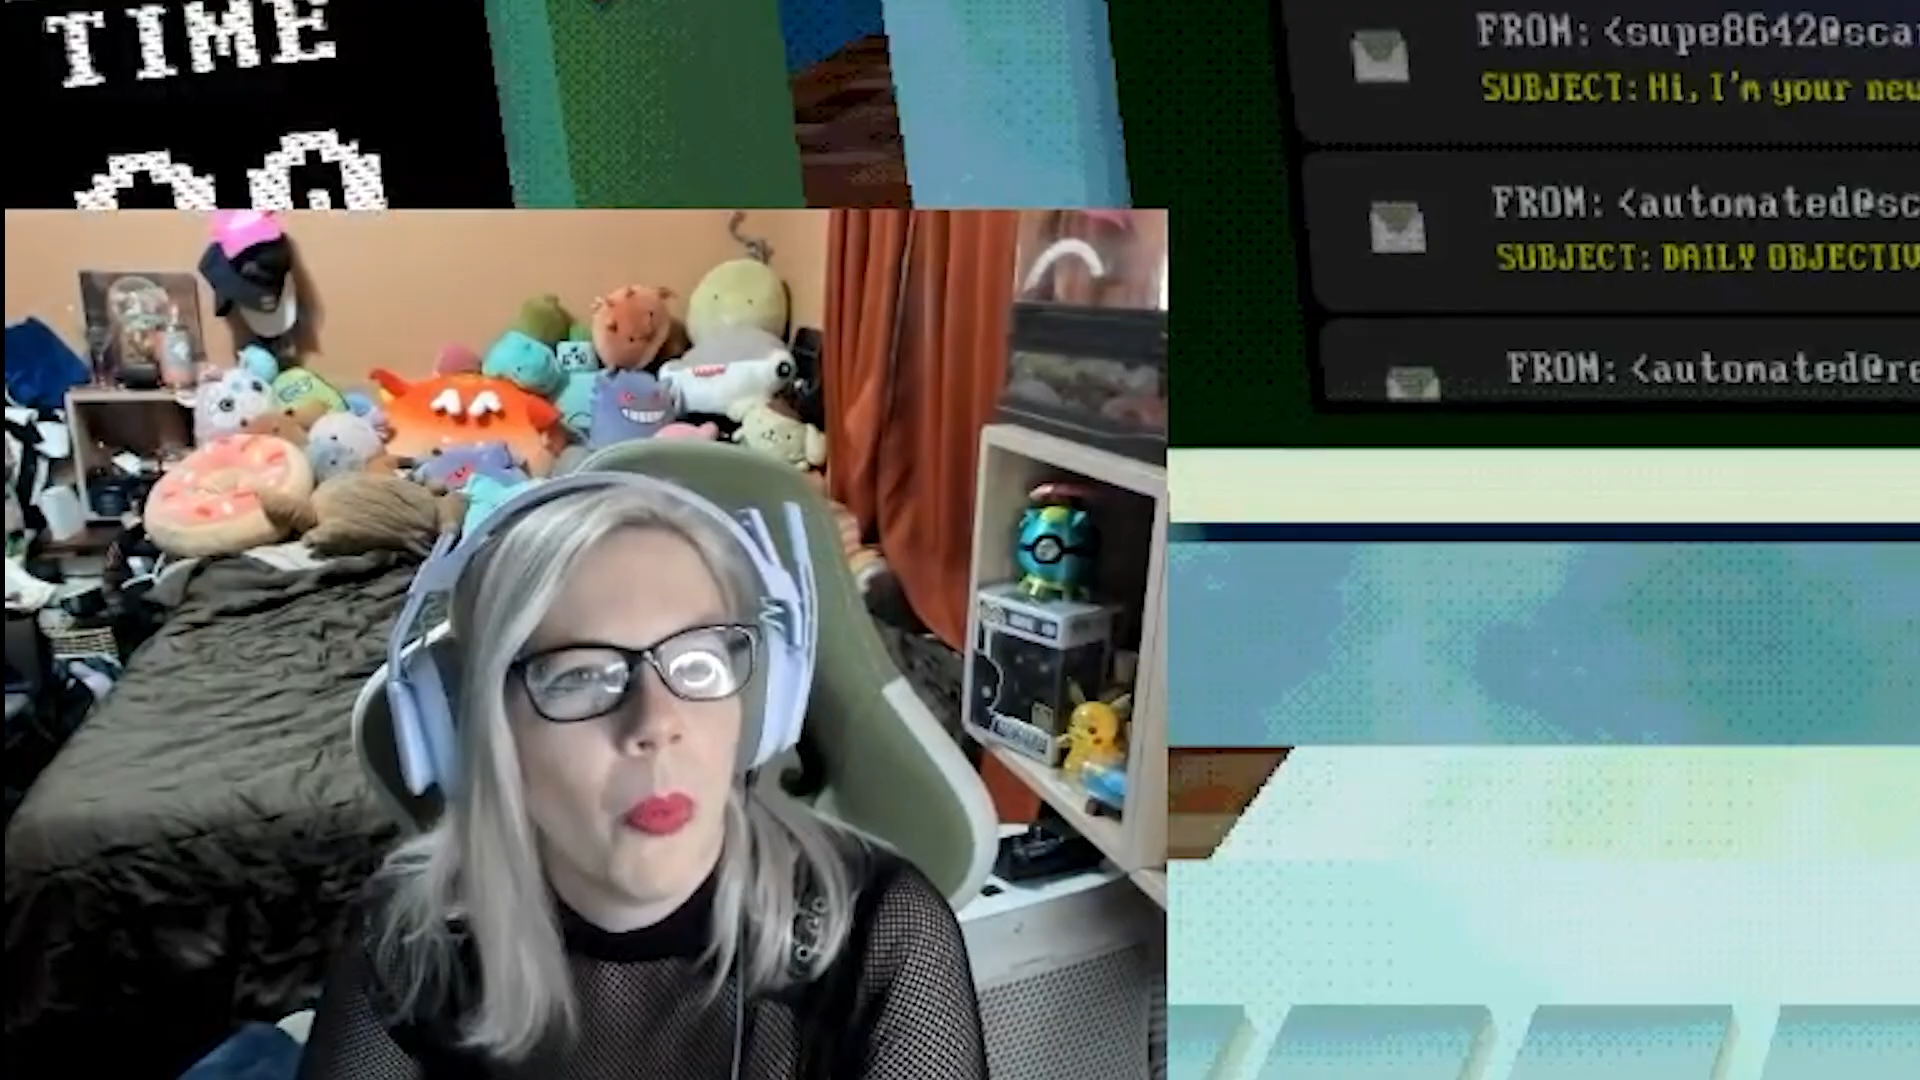 TIME
FROM: <supe8642@sca
SUBJECT: Hi, I'm your new
FROM: <automated@sc
SUBJECT: DAILY OBJECTIV
FROM: <automated@re